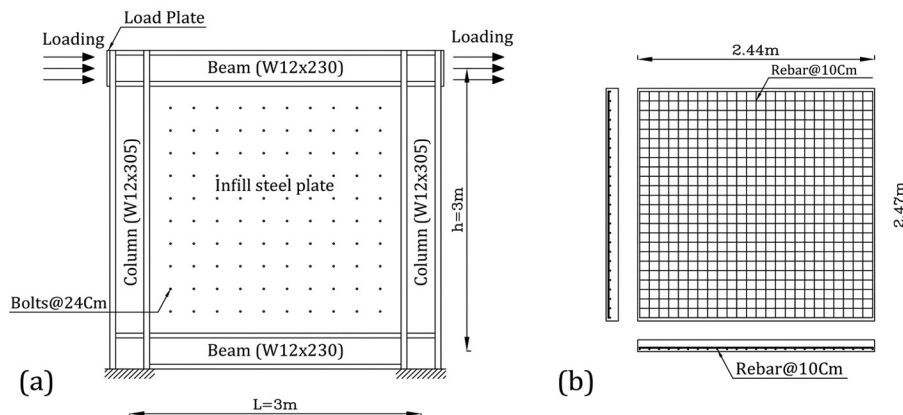 Load Plate
Loading
Loading
Beam (W12x230)
Column (W12x305)
Infill steel plate
Column (W12x305)
h=3m
Bolts@24Cm
Beam (W12x230)
(a)
L=3m
2.44m
Rebar@10Cm
2.47m
Rebar@10Cm
(b)